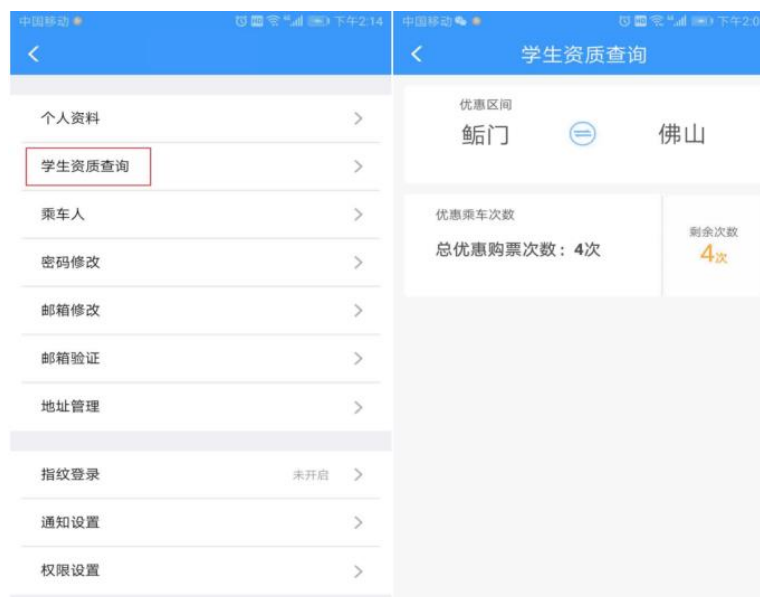 中国移动
下午2:14
个人资料
学生资质查询
乘车人
密码修改
邮箱修改
邮箱验证
地址管理
指纹登录 未开启
通知设置
权限设置
中国移动
下午2:0
学生资质查询
优惠区间
鲘门 佛山
优惠乘车次数
总优惠购票次数：4次
剩余次数
4次